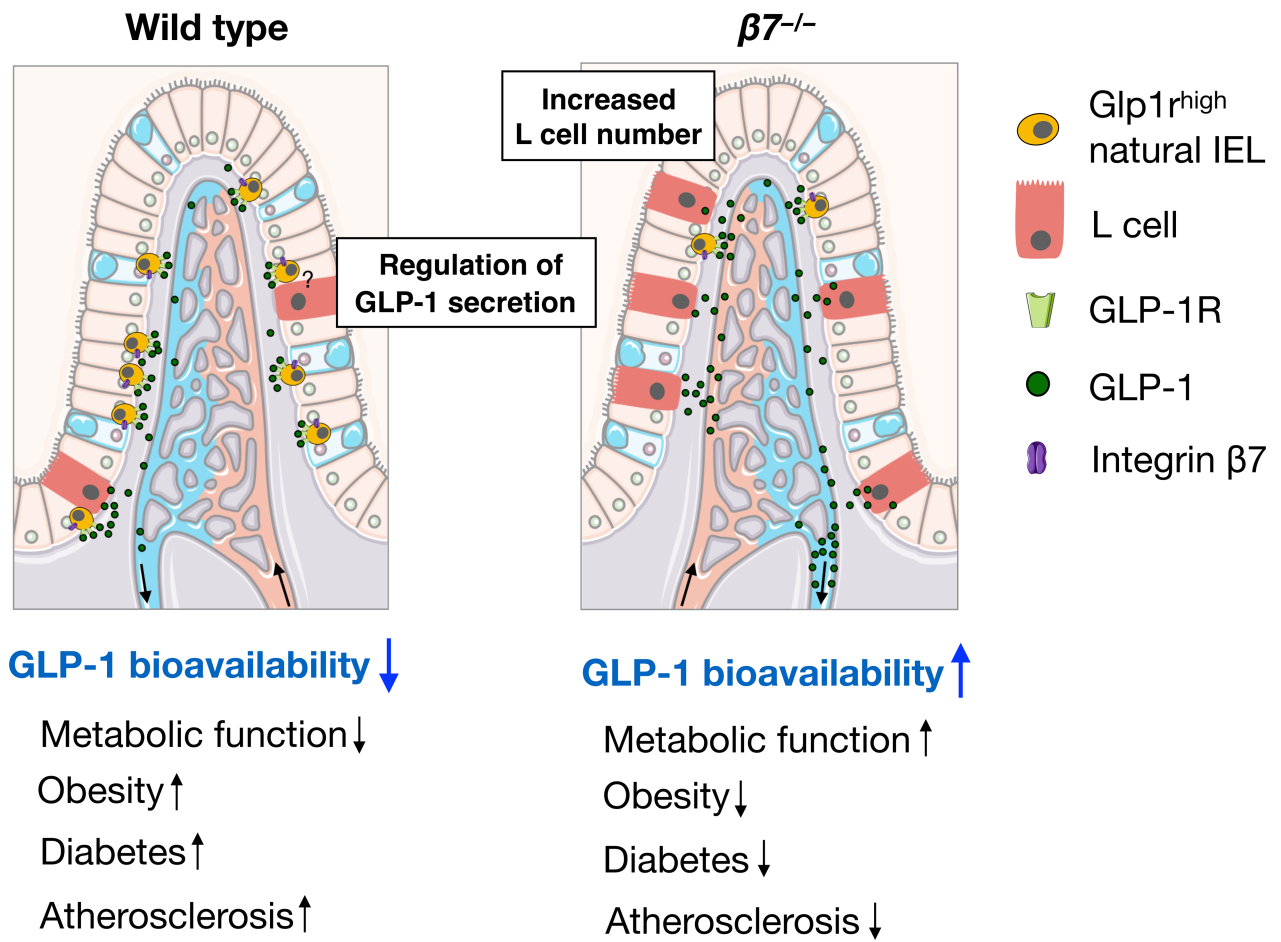 Wild type
β7–/–
Increased
L cell number
Regulation of
GLP-1 secretion
?
Glp1rhigh
natural IEL
L cell
GLP-1R
GLP-1
Integrin β7
GLP-1 bioavailability↓
Metabolic function↓
Obesity↑
Diabetes↑
Atherosclerosis↑
GLP-1 bioavailability↑
Metabolic function↑
Obesity↓
Diabetes↓
Atherosclerosis↓